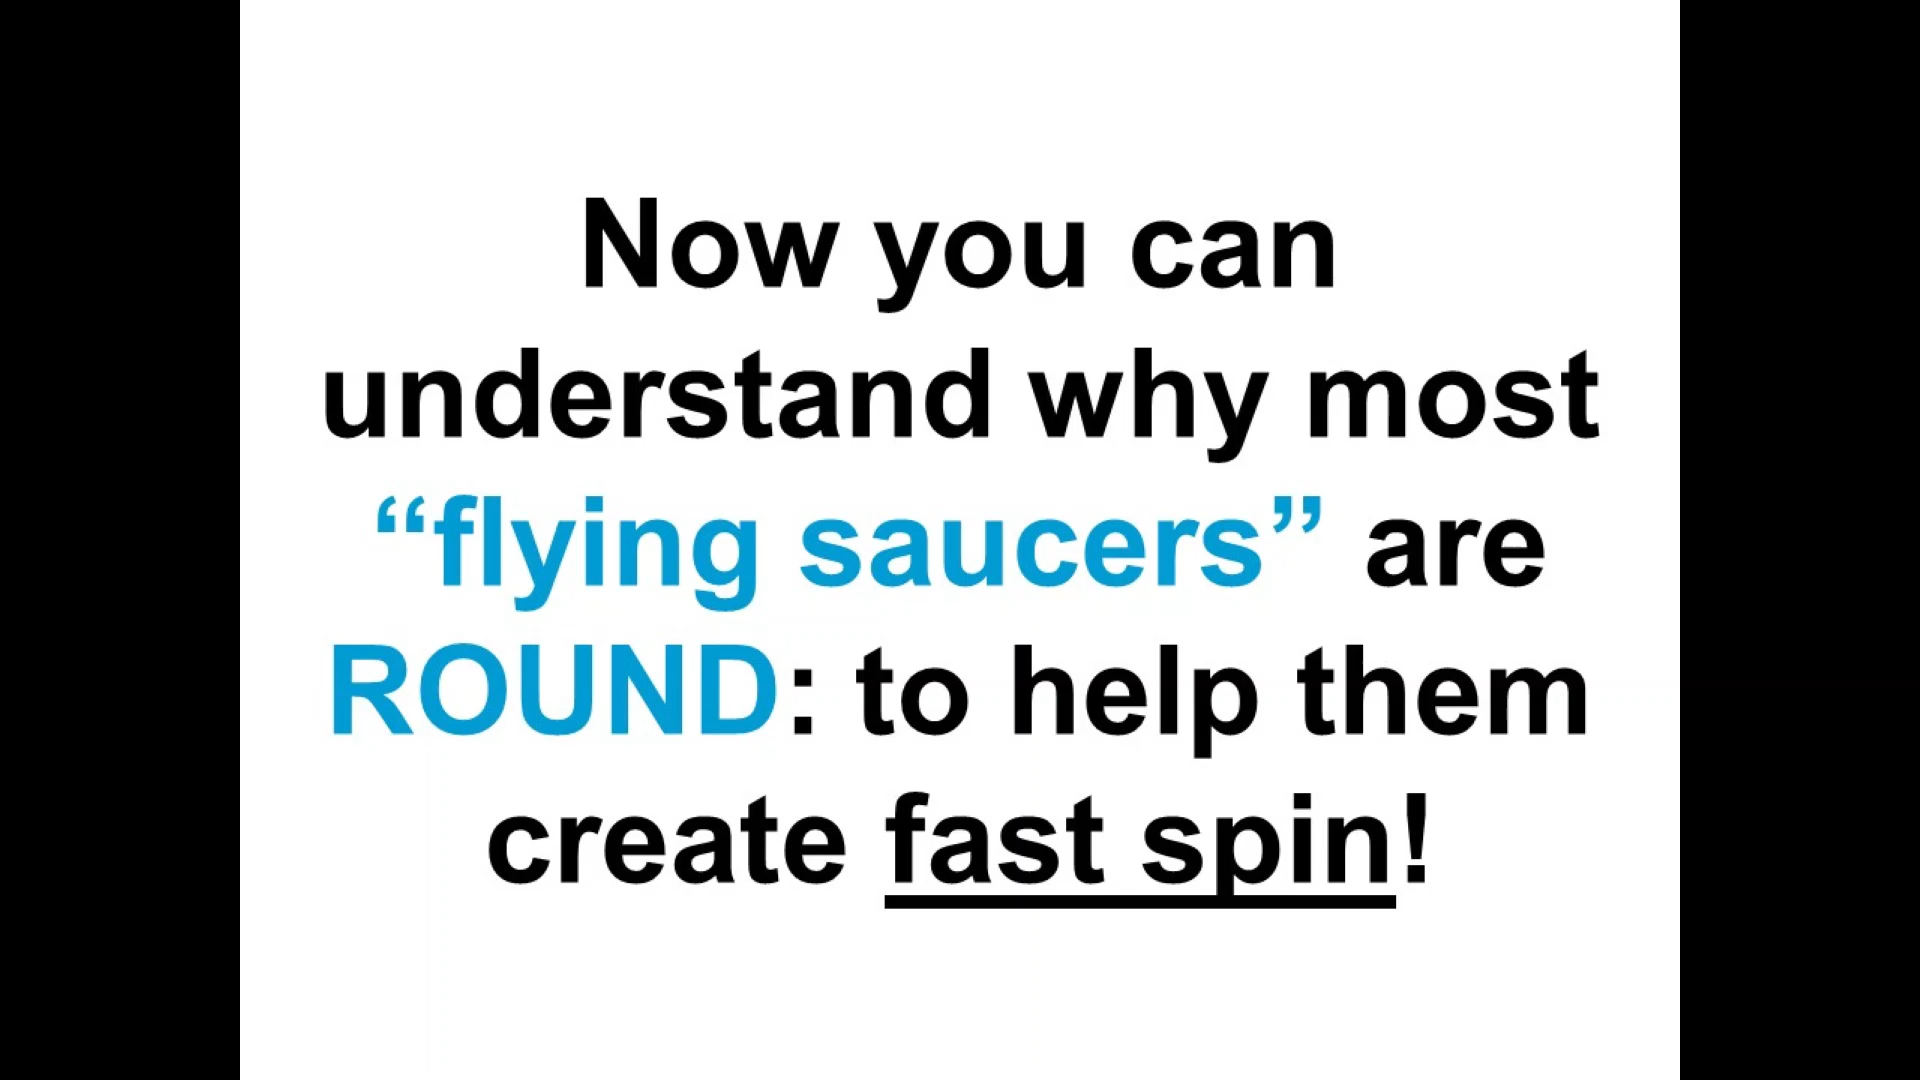 Now you can
understand why most
“flying saucers” are
ROUND: to help them
create fast spin!